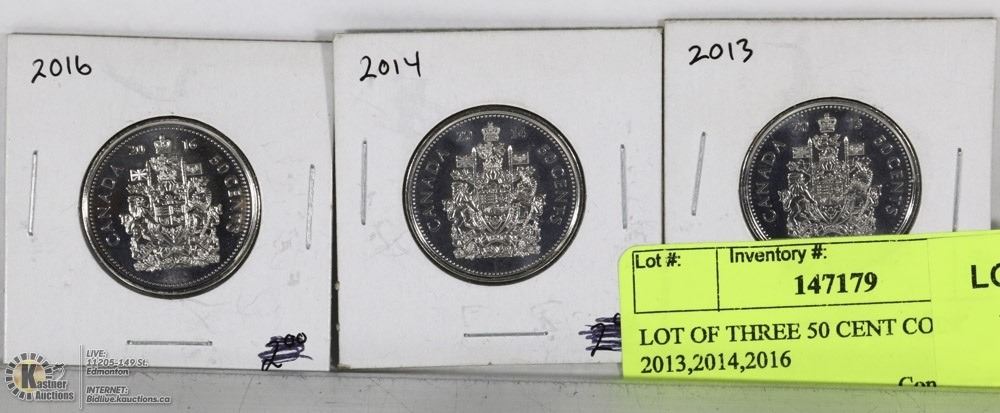 2016
2014
2013
20 16
CANADA 50 CENTS
20 14
CANADA 50 CENTS
CANADA 50 CENTS
Lot #:
Inventory #:
147179
LOT OF THREE 50 CENT CO
2013,2014,2016
Con
LO
2.00
Kastner
Auctions
LIVE:
11205-149 St.
Edmonton
INTERNET:
Bidlive.kauctions.ca